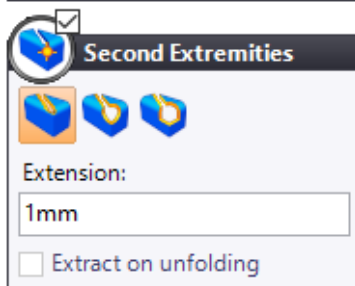 Second Extremities
Extension:
1mm
Extract on unfolding